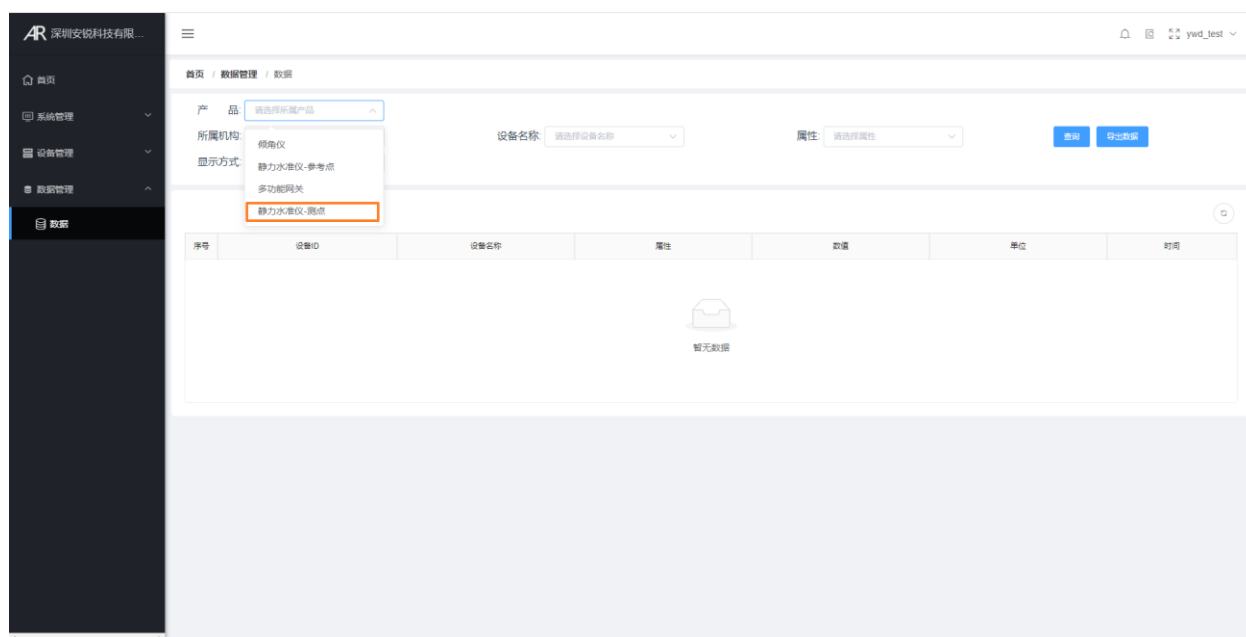 AR 深圳安锐科技有限...
ywd_test
首页
系统管理
设备管理
数据管理
数据
首页 / 数据管理 / 数据
产 品: 请选择所属产品
所属机构:
设备名称: 请选择设备名称
属性: 请选择属性
查询
导出数据
显示方式:
倾角仪
静力水准仪-参考点
多功能网关
静力水准仪-测点
序号 设备ID 设备名称 属性 数值 单位 时间
暂无数据